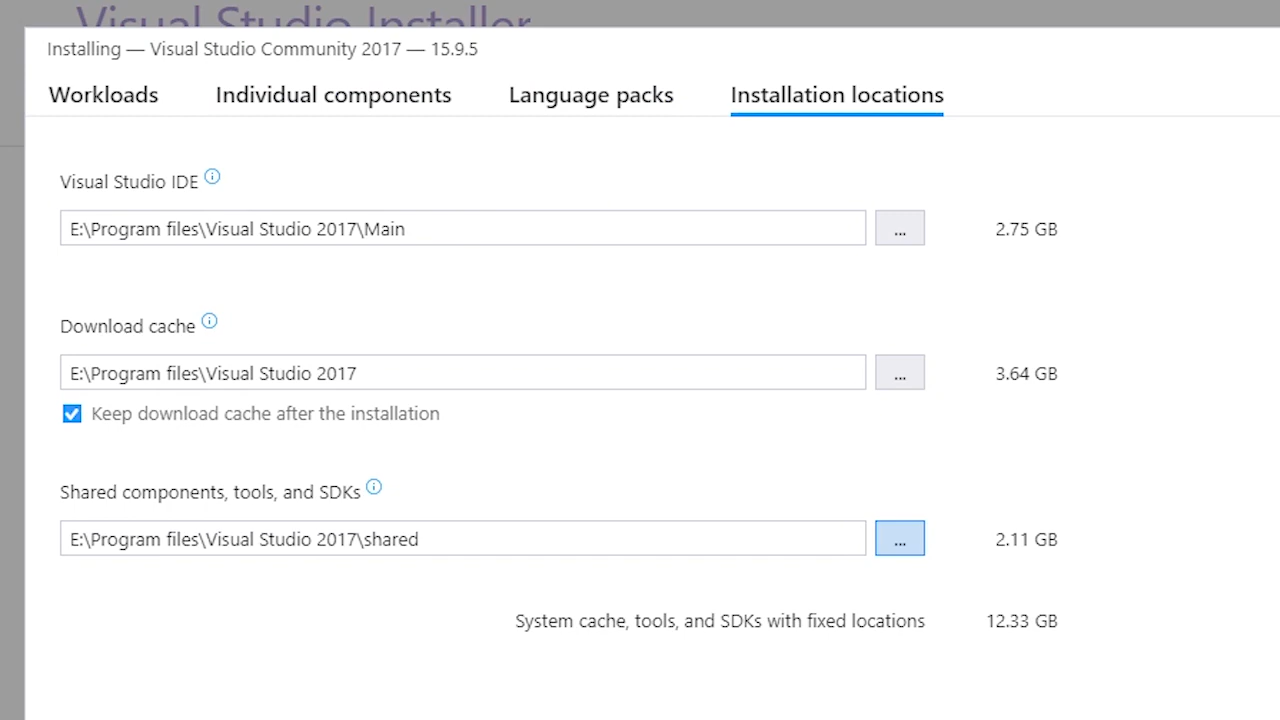 Visual Studio Installer
Installing — Visual Studio Community 2017 — 15.9.5
Workloads Individual components Language packs Installation locations
Visual Studio IDE
E:\Program files\Visual Studio 2017\Main ... 2.75 GB
Download cache
E:\Program files\Visual Studio 2017 ... 3.64 GB
Keep download cache after the installation
Shared components, tools, and SDKs
E:\Program files\Visual Studio 2017\shared ... 2.11 GB
System cache, tools, and SDKs with fixed locations 12.33 GB